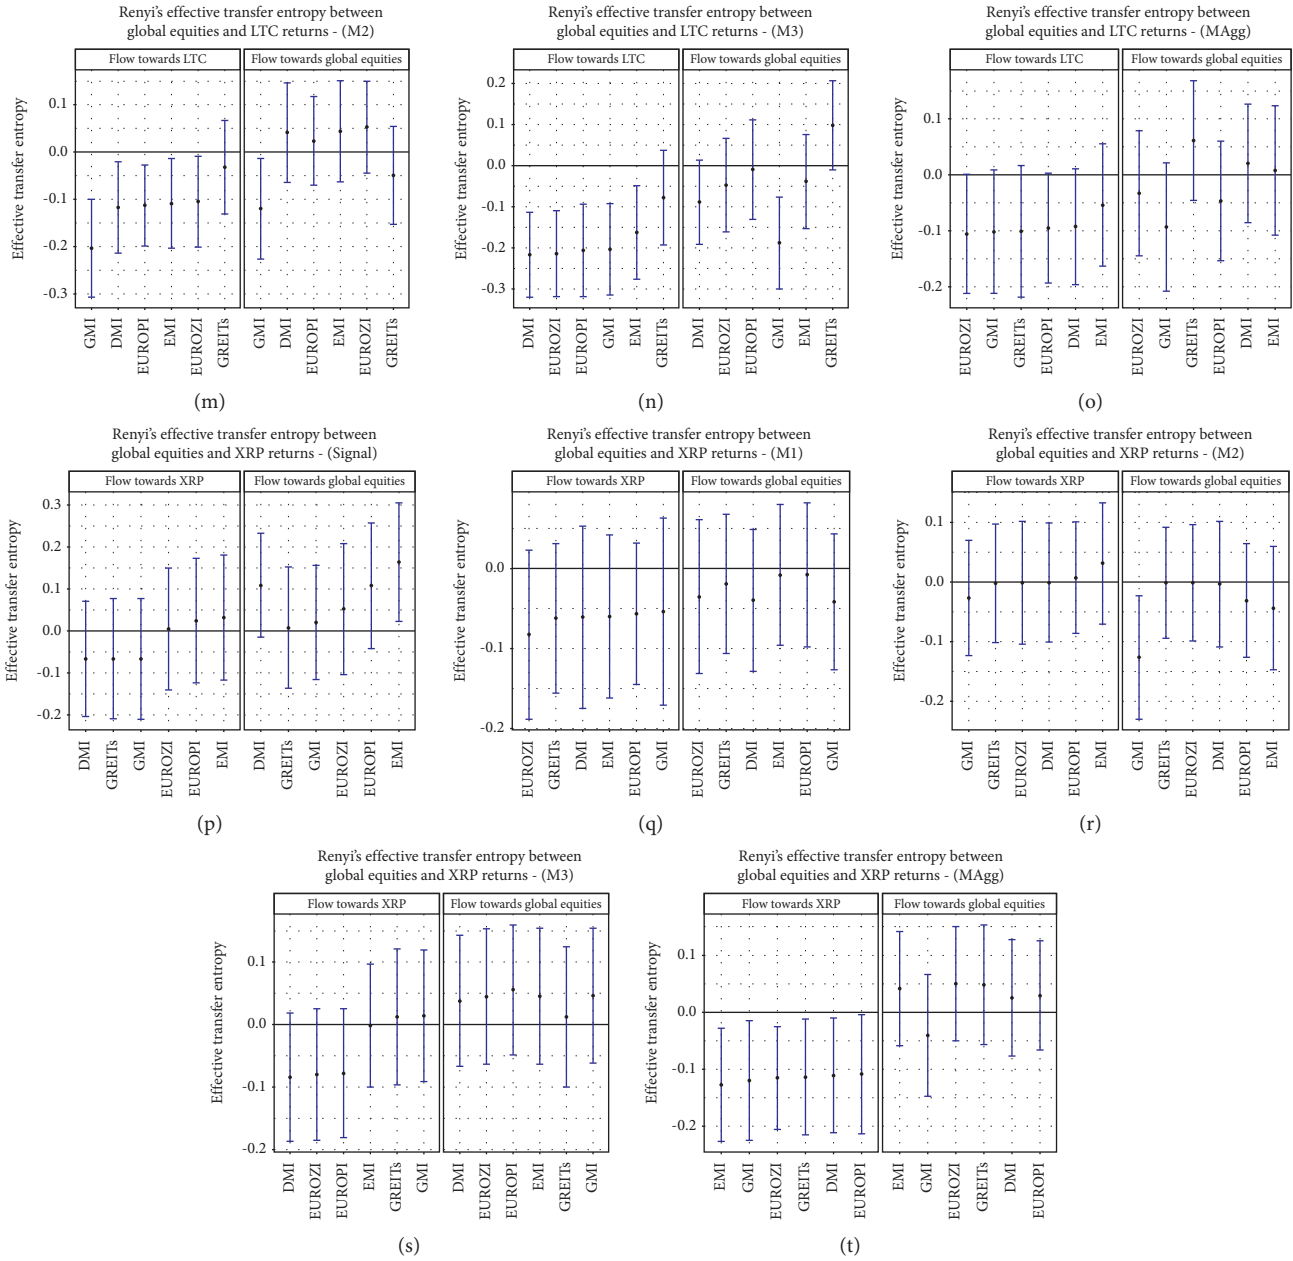 Renyi's effective transfer entropy between
global equities and LTC returns - (M2)
Flow towards LTC
Flow towards global equities
Effective transfer entropy
0.1
0.0
-0.1
-0.2
-0.3
GMI
DMI
EUROPI
EMI
EUROZI
GREITs
GMI
DMI
EUROPI
EMI
EUROZI
GREITs
(m)
Renyi's effective transfer entropy between
global equities and LTC returns - (M3)
Flow towards LTC
Flow towards global equities
Effective transfer entropy
0.2
0.1
0.0
-0.1
-0.2
-0.3
DMI
EUROZI
EUROPI
GMI
EMI
GREITs
DMI
EUROZI
EUROPI
GMI
EMI
GREITs
(n)
Renyi's effective transfer entropy between
global equities and LTC returns - (MAgg)
Flow towards LTC
Flow towards global equities
Effective transfer entropy
0.1
0.0
-0.1
-0.2
EUROZI
GMI
GREITs
EUROPI
DMI
EMI
EUROZI
GMI
GREITs
EUROPI
DMI
EMI
(o)
Renyi's effective transfer entropy between
global equities and XRP returns - (Signal)
Flow towards XRP
Flow towards global equities
Effective transfer entropy
0.3
0.2
0.1
0.0
-0.1
-0.2
DMI
GREITs
GMI
EUROZI
EUROPI
EMI
DMI
GREITs
GMI
EUROZI
EUROPI
EMI
(p)
Renyi's effective transfer entropy between
global equities and XRP returns - (M1)
Flow towards XRP
Flow towards global equities
Effective transfer entropy
0.0
-0.1
-0.2
EUROZI
GREITs
DMI
EMI
EUROPI
GMI
EUROZI
GREITs
DMI
EMI
EUROPI
GMI
(q)
Renyi's effective transfer entropy between
global equities and XRP returns - (M2)
Flow towards XRP
Flow towards global equities
Effective transfer entropy
0.1
0.0
-0.1
-0.2
GMI
GREITs
EUROZI
DMI
EUROPI
EMI
GMI
GREITs
EUROZI
DMI
EUROPI
EMI
(r)
Renyi's effective transfer entropy between
global equities and XRP returns - (M3)
Flow towards XRP
Flow towards global equities
Effective transfer entropy
0.1
0.0
-0.1
-0.2
DMI
EUROZI
EUROPI
EMI
GREITs
GMI
DMI
EUROZI
EUROPI
EMI
GREITs
GMI
(s)
Renyi's effective transfer entropy between
global equities and XRP returns - (MAgg)
Flow towards XRP
Flow towards global equities
Effective transfer entropy
0.1
0.0
-0.1
-0.2
EMI
GMI
EUROZI
GREITs
DMI
EUROPI
EMI
GMI
EUROZI
GREITs
DMI
EUROPI
(t)